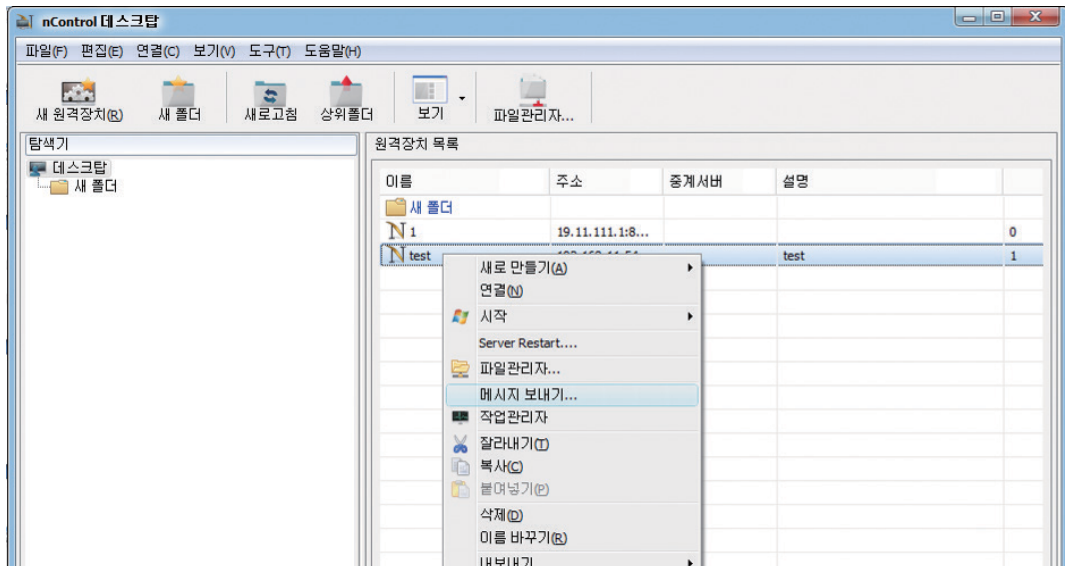 nControl 데스크탑
파일(F) 편집(E) 연결(C) 보기(V) 도구(T) 도움말(H)
새 원격장치(R) 새 폴더 새로고침 상위폴더 보기 파일관리자...
탐색기
데스크탑
새 폴더
원격장치 목록
이름 주소 중계서버 설명
새 폴더
1 19.11.111.1:8... 0
test test 1
새로 만들기(A)
연결(N)
시작
Server Restart....
파일관리자...
메시지 보내기...
작업관리자
잘라내기(T)
복사(C)
붙여넣기(P)
삭제(D)
이름 바꾸기(R)
내보내기